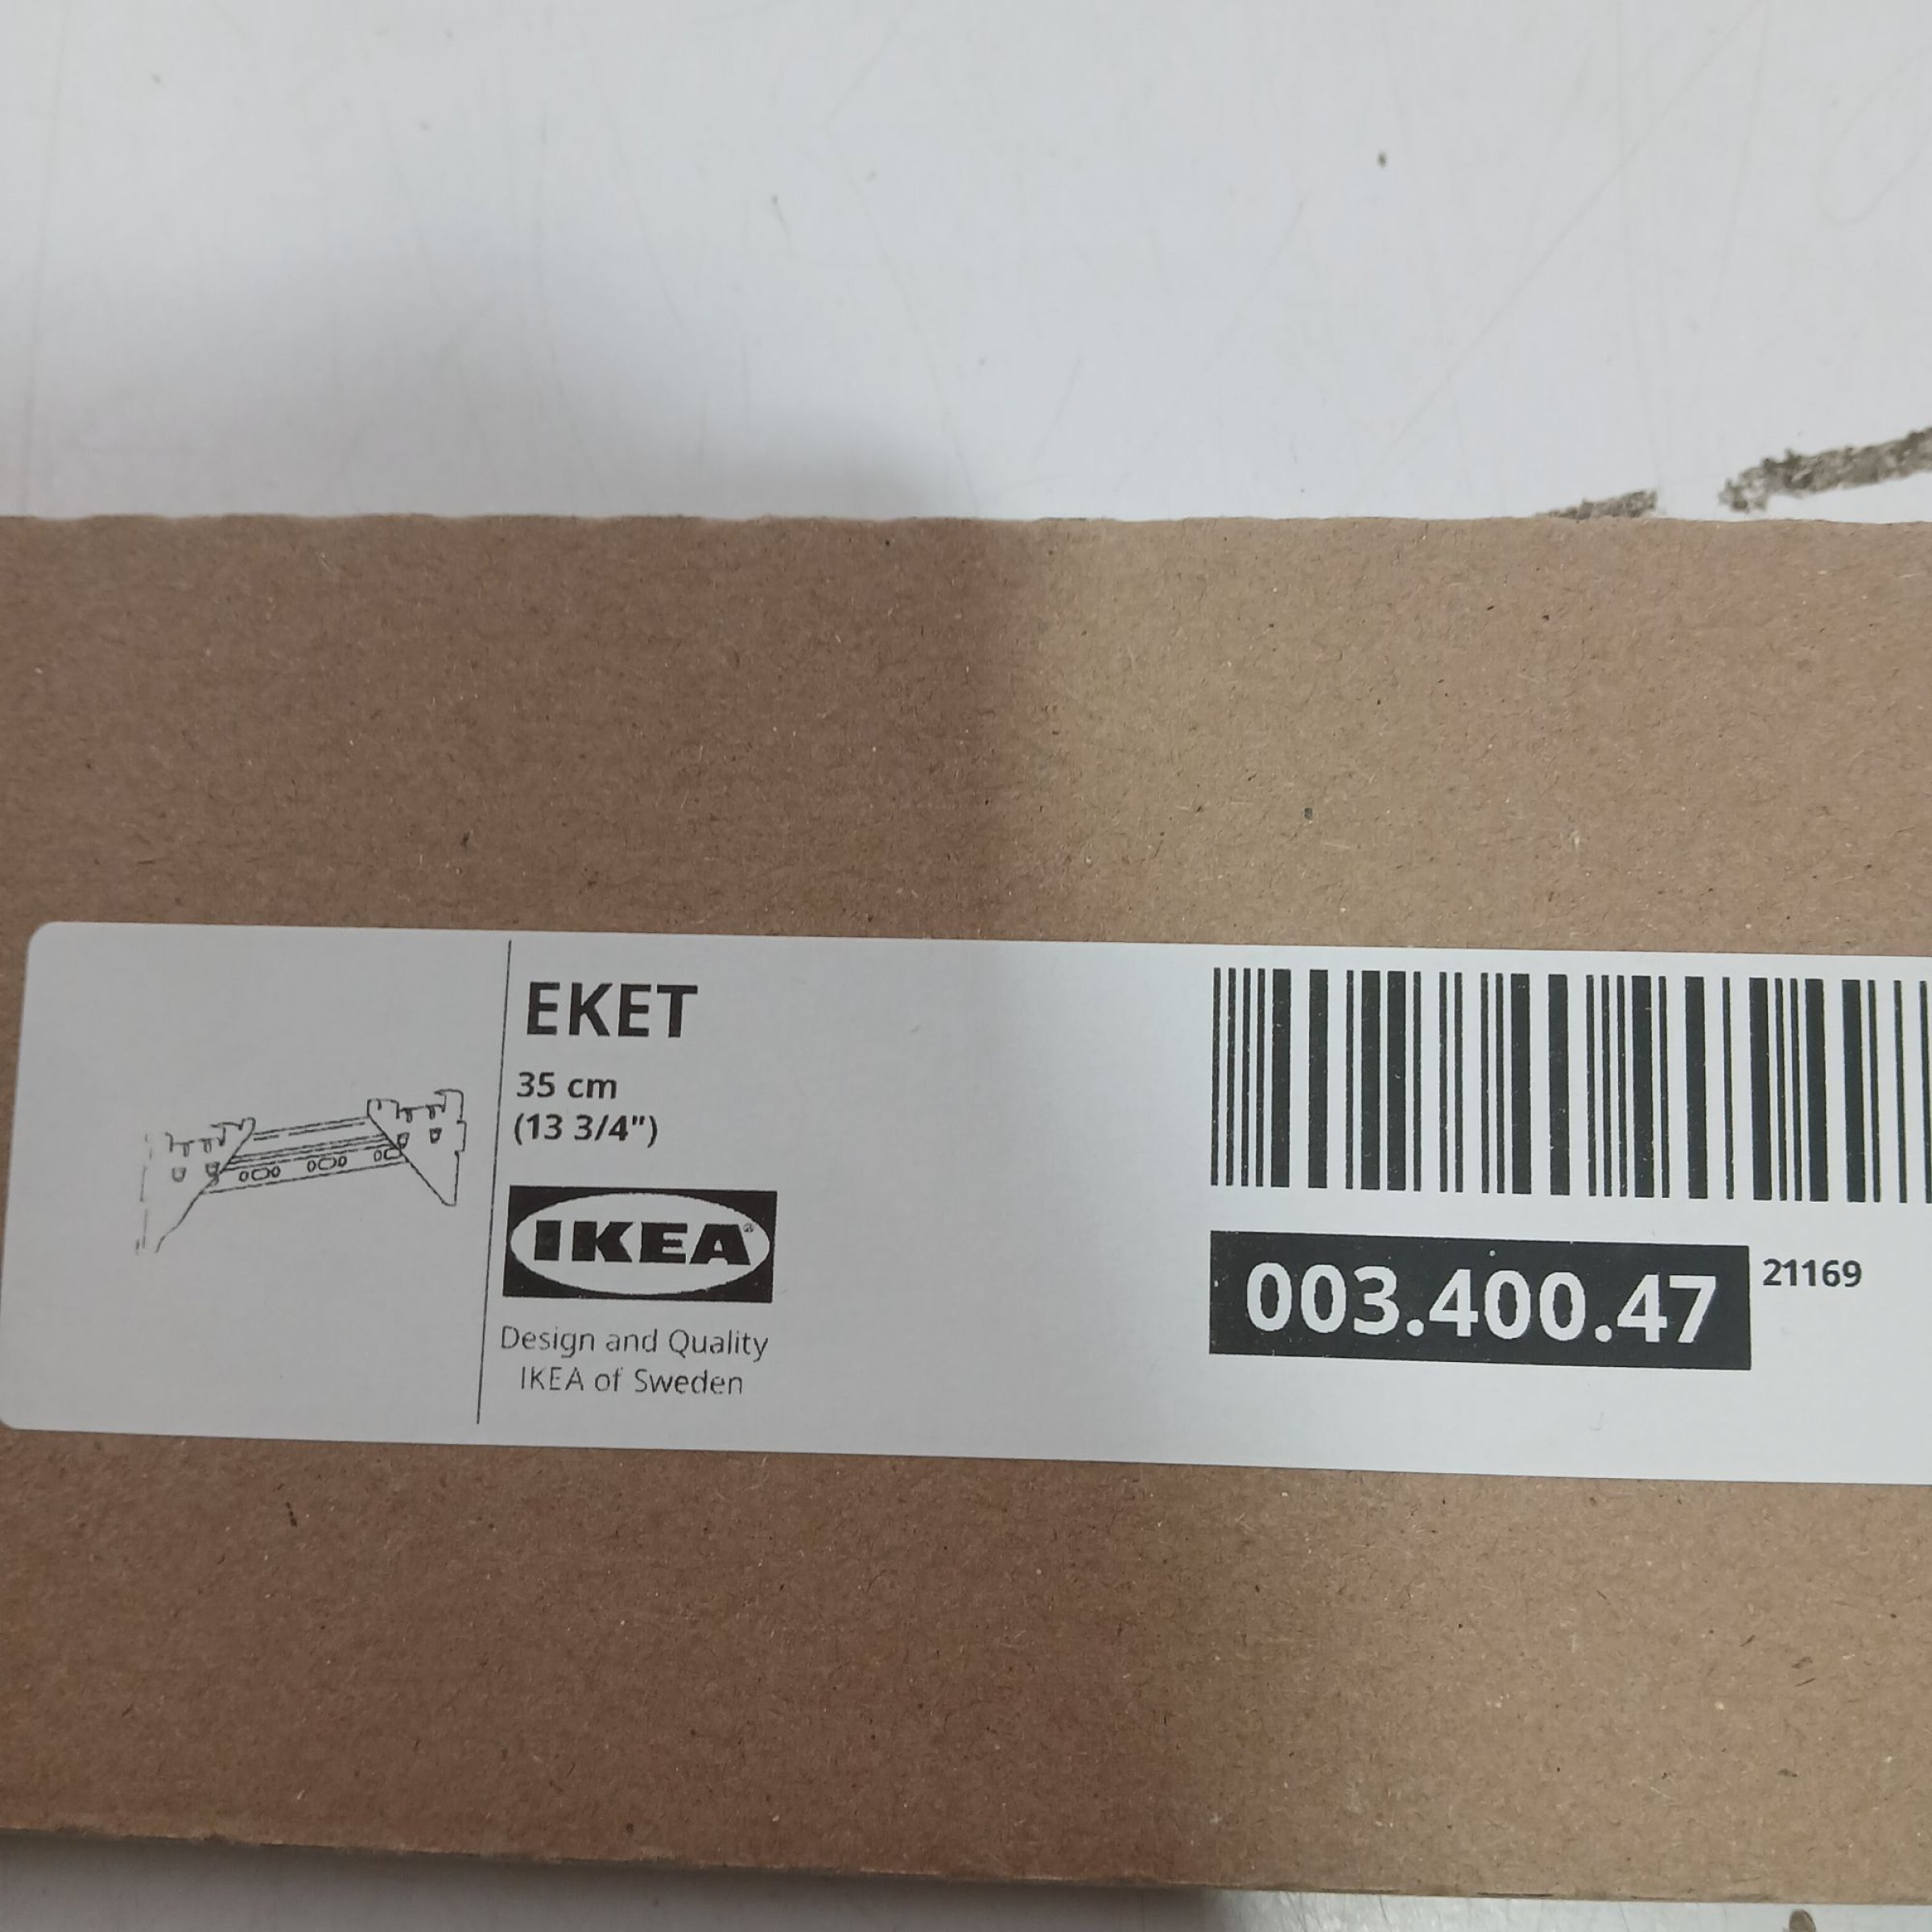 EKET
35 cm
(13 3/4")
IKEA®
Design and Quality
IKEA of Sweden
003.400.47
21169